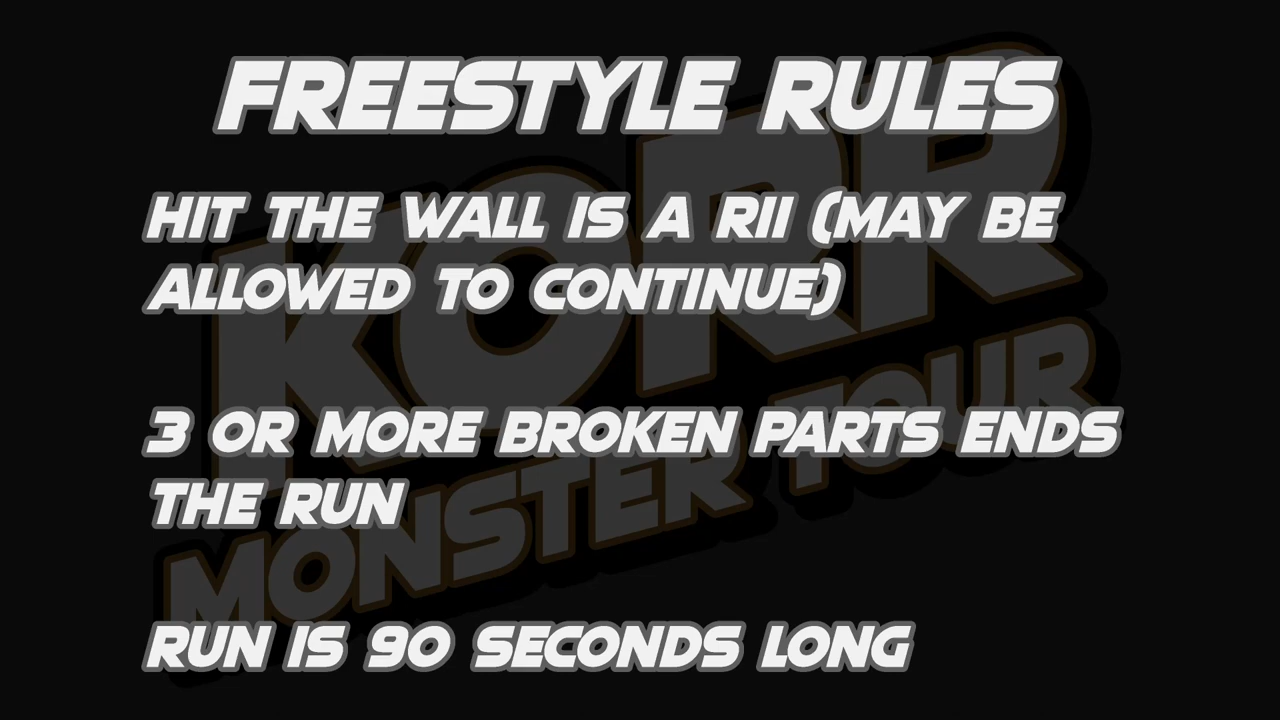 FREESTYLE RULES
HIT THE WALL IS A RII (MAY BE
ALLOWED TO CONTINUE)
3 OR MORE BROKEN PARTS ENDS
THE RUN
RUN IS 90 SECONDS LONG
KORR
MONSTER TOUR